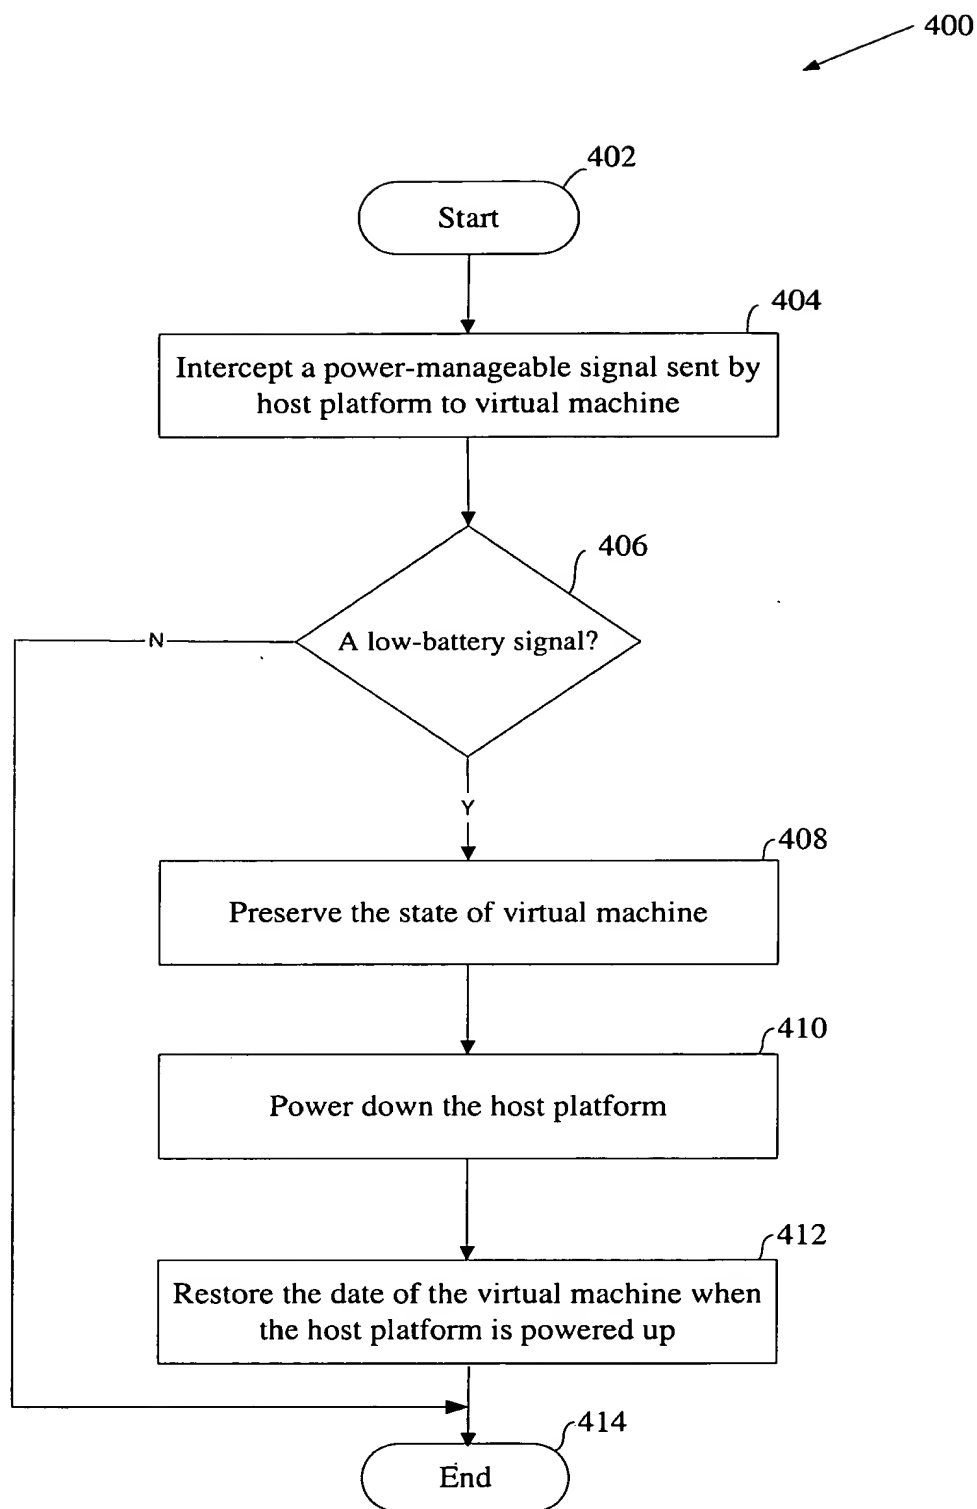 400
402
Start
404
Intercept a power-manageable signal sent by
host platform to virtual machine
406
A low-battery signal?
N
Y
408
Preserve the state of virtual machine
410
Power down the host platform
412
Restore the date of the virtual machine when
the host platform is powered up
414
End